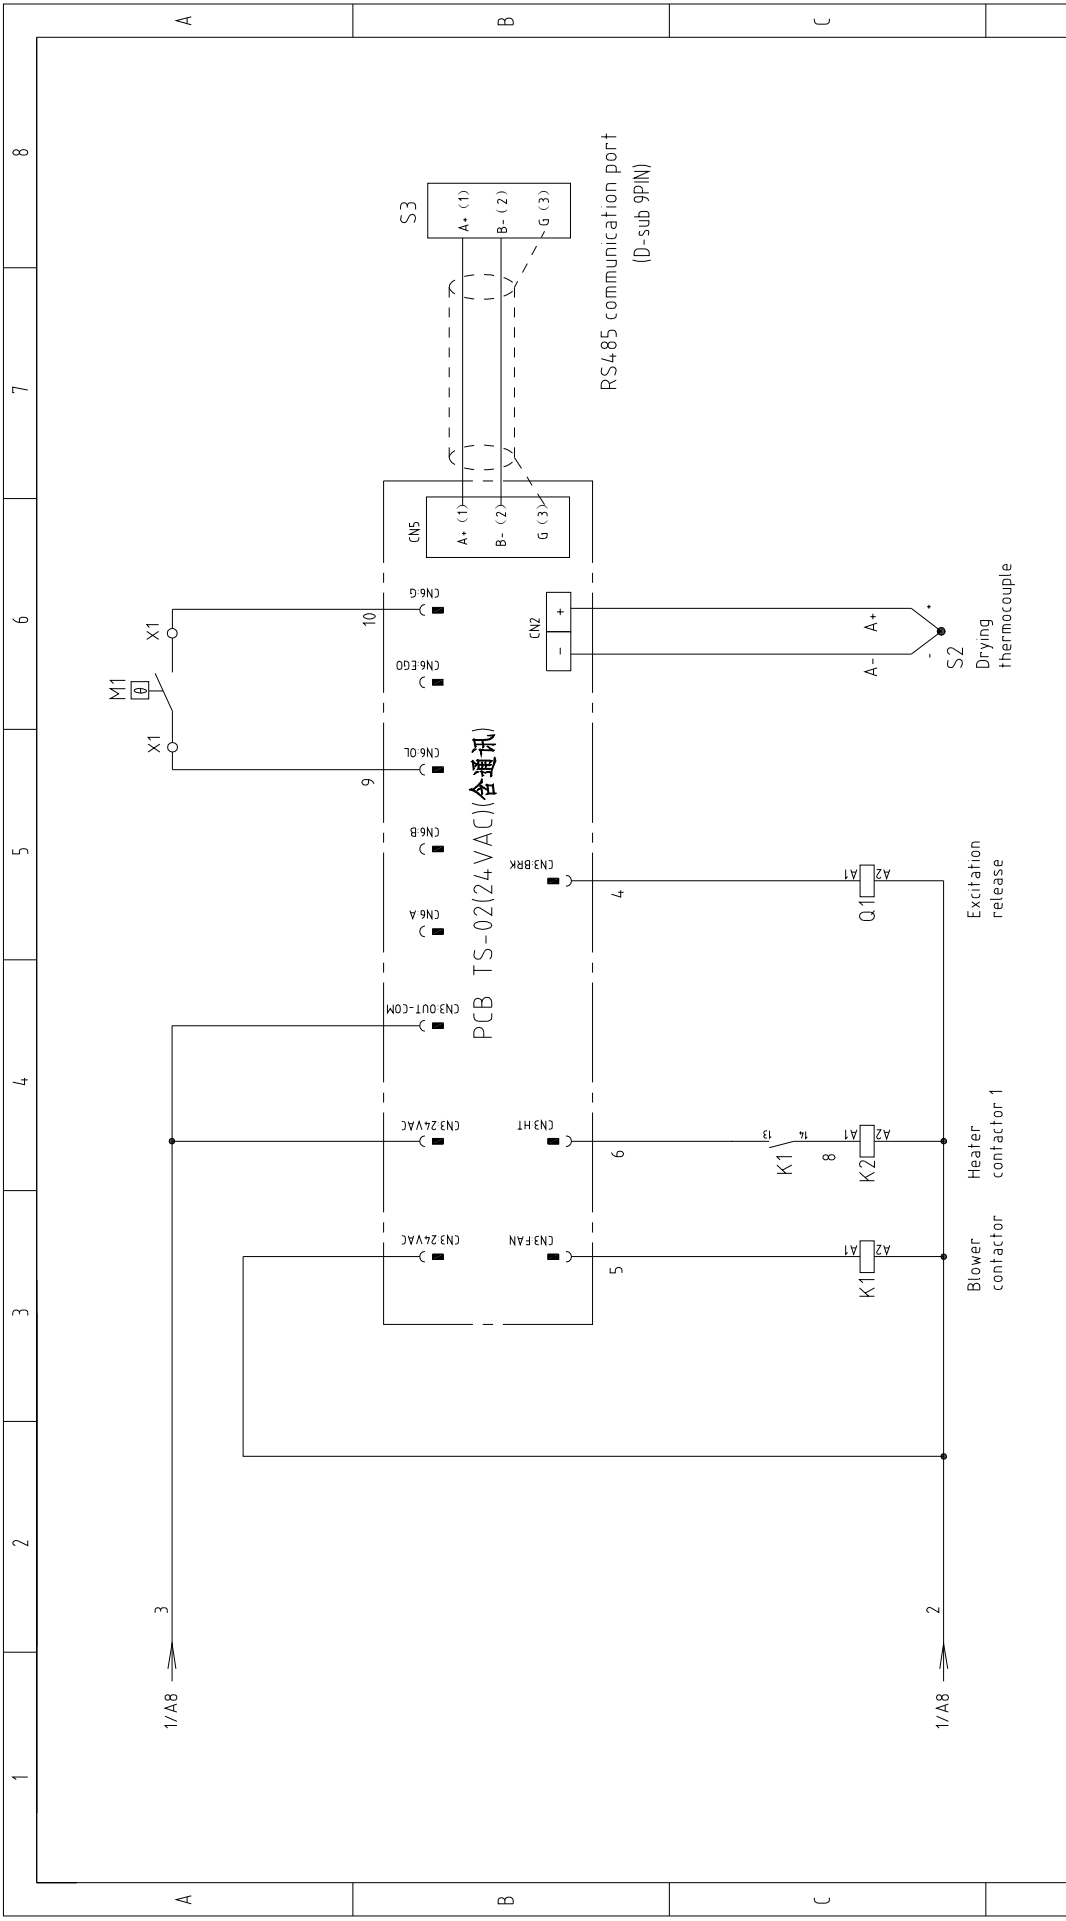 1
2
3
4
5
6
7
8
A
A
B
B
C
C
1/A8
3
1/A8
2
M1
θ
X1
X1
9
10
CN3:24VAC
CN3:24VAC
CN3:OUT-COM
CN6:A
CN6:B
CN6:OL
CN6:EGO
CN6:G
PCB TS-02(24VAC)(含通讯)
CN3:FAN
CN3:HT
CN3:BRK
CN2
-
+
CN5
A+ (1)
B- (2)
G (3)
S3
A+ (1)
B- (2)
G (3)
RS485 communication port
(D-sub 9PIN)
5
6
4
K1
13
14
8
K1
A1
A2
K2
A1
A2
Q1
A1
A2
A-
A+
-
+
S2
Drying
thermocouple
Blower
contactor
Heater
contactor 1
Excitation
release